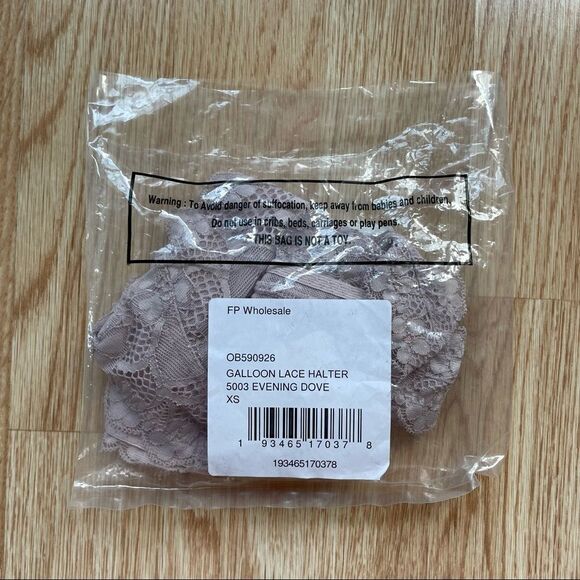 Warning : To Avoid danger of suffocation, keep away from babies and children.
Do not use in cribs, beds, carriages or play pens.
THIS BAG IS NOT A TOY.
FP Wholesale
OB590926
GALLOON LACE HALTER
5003 EVENING DOVE
XS
1 93465 17037 8
193465170378